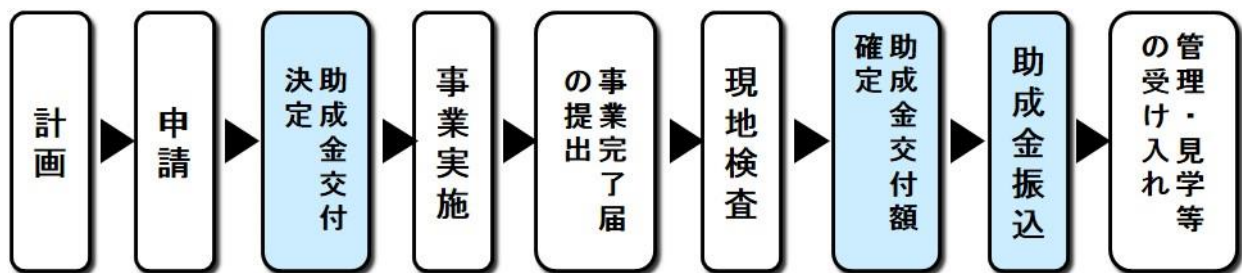 計画
申請
助成金交付
決定
事業実施
事業完了届
の提出
現地検査
助成金交付額
確定
助成金振込
管理・見学等
の受け入れ